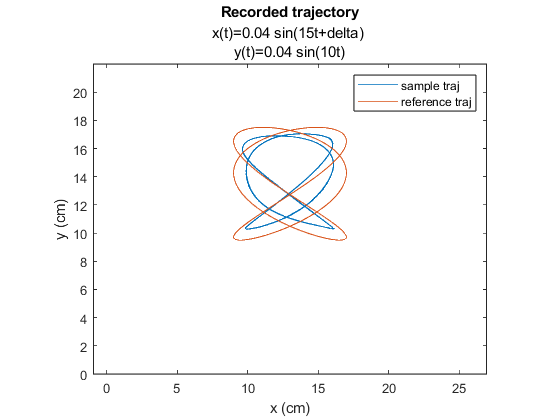 Recorded trajectory
x(t)=0.04 sin(15t+delta)
y(t)=0.04 sin(10t)
sample traj
reference traj
20
18
16
14
12
10
8
6
4
2
0
y (cm)
0 5 10 15 20 25
x (cm)